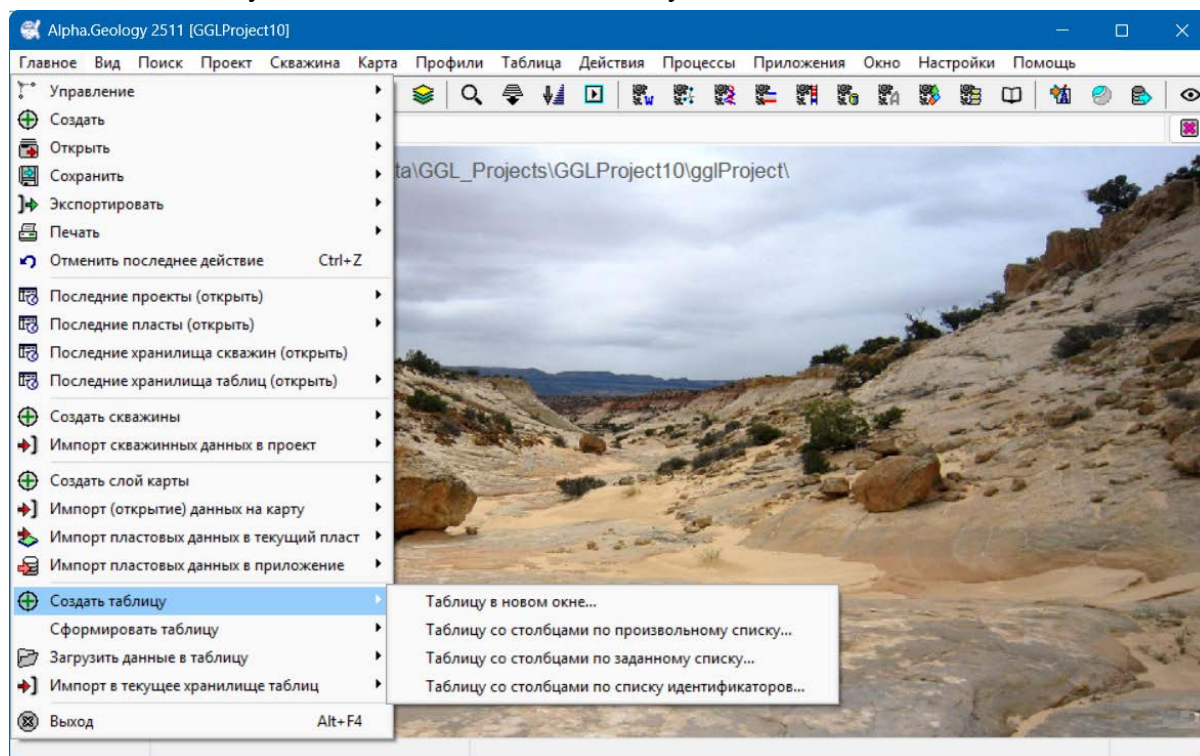 Alpha.Geology 2511 [GGLProject10]
Главное Вид Поиск Проект Скважина Карта Профили Таблица Действия Процессы Приложения Окно Настройки Помощь
Управление
Создать
Открыть
Сохранить
ta\GGL_Projects\GGLProject10\gglProject\
Экспортировать
Печать
Отменить последнее действие Ctrl+Z
Последние проекты (открыть)
Последние пласты (открыть)
Последние хранилища скважин (открыть)
Последние хранилища таблиц (открыть)
Создать скважины
Импорт скважинных данных в проект
Создать слой карты
Импорт (открытие) данных на карту
Импорт пластовых данных в текущий пласт
Импорт пластовых данных в приложение
Создать таблицу
Сформировать таблицу
Загрузить данные в таблицу
Импорт в текущее хранилище таблиц
Выход Alt+F4
Таблицу в новом окне...
Таблицу со столбцами по произвольному списку...
Таблицу со столбцами по заданному списку...
Таблицу со столбцами по списку идентификаторов...